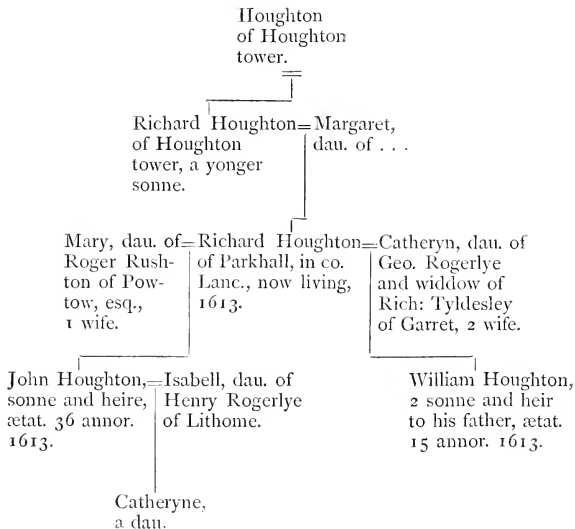 Houghton
of Houghton
tower.
Richard Houghton=Margaret,
of Houghton
tower, a yonger
sonne.
dau. of . . .
Mary, dau. of=Richard Houghton=Catheryn, dau. of
Roger Rush-
ton of Pow-
tow, esq.,
1 wife.
of Parkhall, in co.
Lanc., now living,
1613.
Geo. Rogerlye
and widdow of
Rich: Tyldesley
of Garret, 2 wife.
John Houghton,=Isabell, dau. of
sonne and heire,
ætat. 36 annor.
1613.
Henry Rogerlye
of Lithome.
William Houghton,
2 sonne and heir
to his father, ætat.
15 annor. 1613.
Catheryne,
a dau.